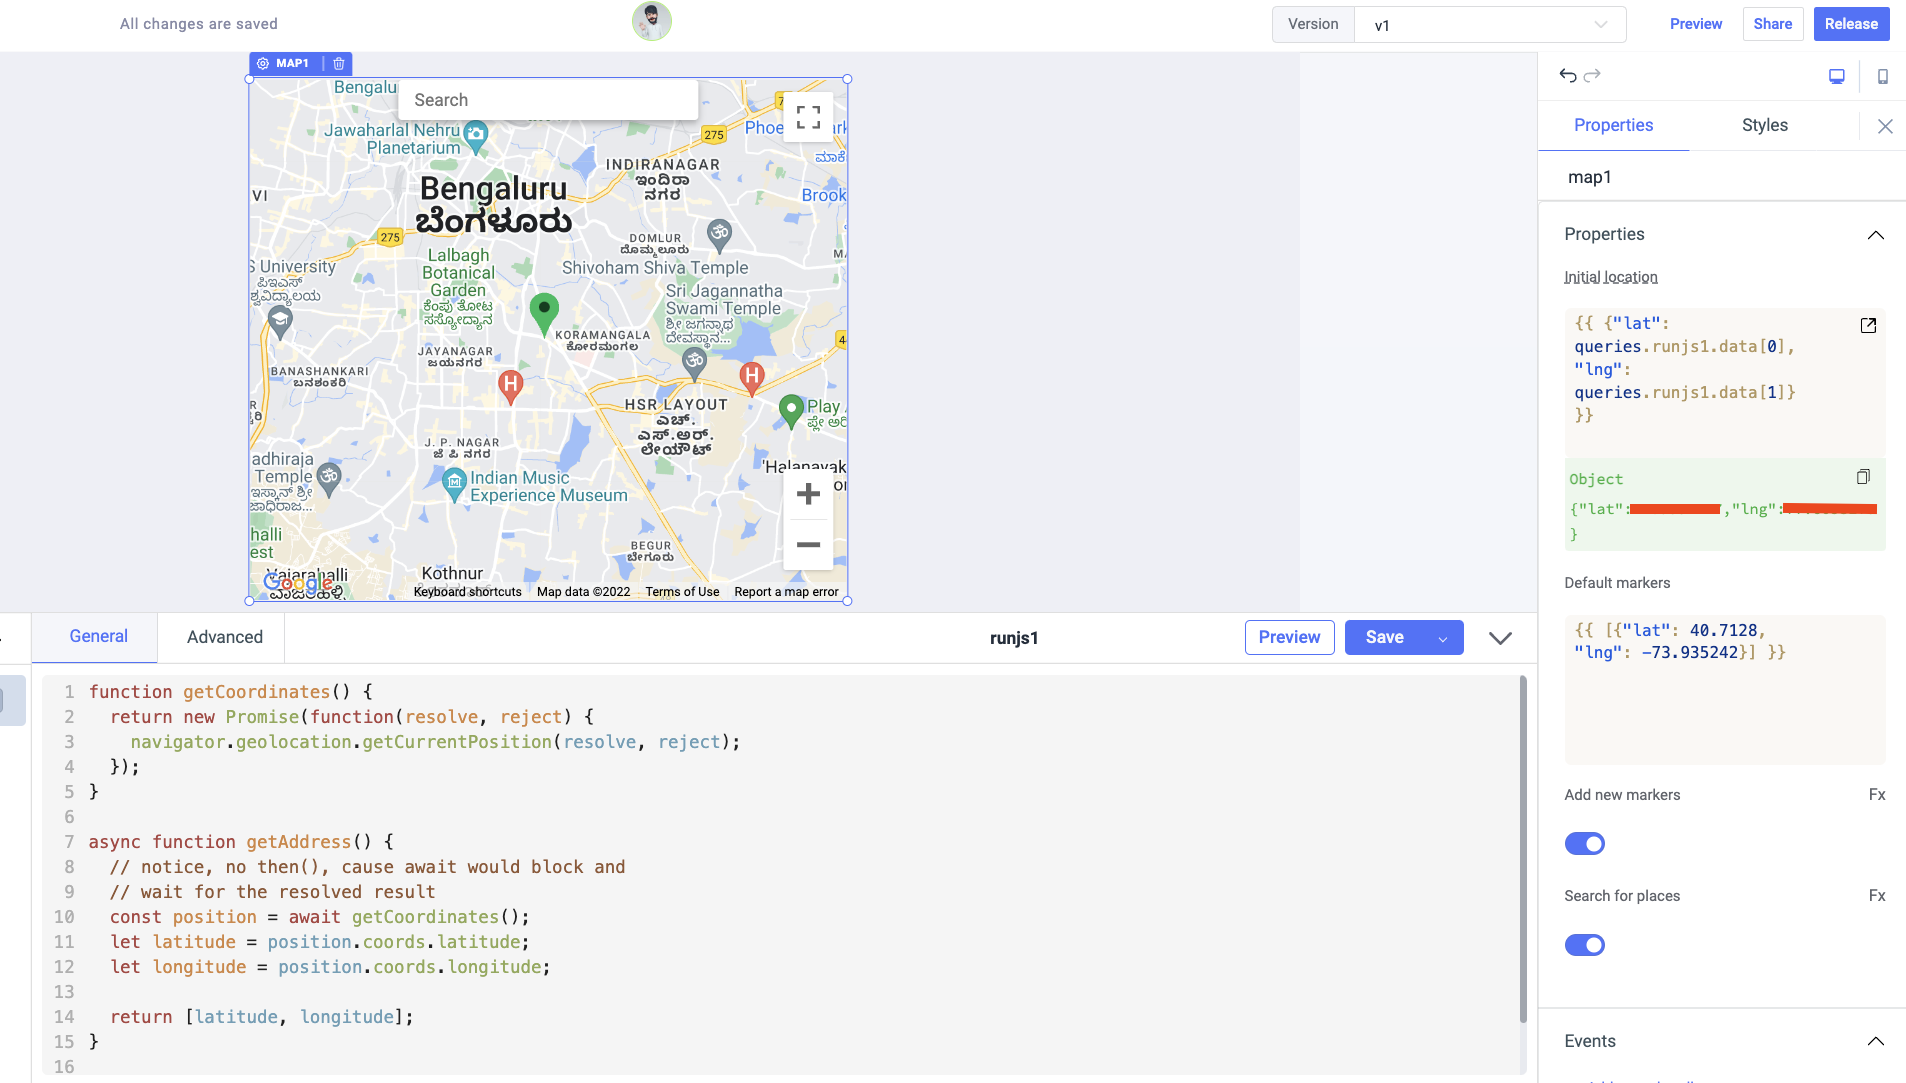 All changes are saved
Version
v1
Preview
Share
Release
MAP1
Search
Bengalu
Jawaharlal Nehru
Planetarium
275
Phoe
ark
ಮಾಕೆ
INDIRANAGAR
ಇಂದಿರಾ
ನಗರ
Brook
VI
Bengaluru
ಬೆಂಗಳೂರು
275
DOMLUR
ದೊಮ್ಮಲೂರು
Lalbagh
Botanical
Garden
ಕೆಂಪು ತೋಟ
ಸಸ್ಯೋದ್ಯಾನ
Shivoham Shiva Temple
S University
ಪಿಇಎಸ್
ಶ್ವವಿದ್ಯಾಲಯ
Sri Jagannatha
Swami Temple
ಶ್ರೀ ಜಗನ್ನಾಥ
ದೇವಸ್ಥಾನ...
KORAMANGALA
ಕೋರಮಂಗಲ
JAYANAGAR
ಜಯನಗರ
BANASHANKARI
ಬನಶಂಕರಿ
H
H
HSR LAYOUT
ಎಚ್.
ಎಸ್.ಆರ್.
ಲೇಯೌಟ್
Play
ಪ್ಲೇ ಅರಿ
J. P. NAGAR
ಜೆ ಪಿ ನಗರ
adhiraja
Temple
'Halanayak
Indian Music
Experience Museum
halli
est
BEGUR
ಬೇಗೂರು
Kothnur
Vajarahalli
Google
Keyboard shortcuts
Map data ©2022
Terms of Use
Report a map error
Properties
Styles
map1
Properties
Initial location
{{ {"lat":
queries.runjs1.data[0],
"lng":
queries.runjs1.data[1]}
}}
Object
{"lat":
,"lng":
}
Default markers
{{ [{"lat": 40.7128,
"lng": -73.935242}] }}
Add new markers
Fx
Search for places
Fx
Events
General
Advanced
runjs1
Preview
Save
1 function getCoordinates() {
2 return new Promise(function(resolve, reject) {
3 navigator.geolocation.getCurrentPosition(resolve, reject);
4 });
5 }
6
7 async function getAddress() {
8 // notice, no then(), cause await would block and
9 // wait for the resolved result
10 const position = await getCoordinates();
11 let latitude = position.coords.latitude;
12 let longitude = position.coords.longitude;
13
14 return [latitude, longitude];
15 }
16